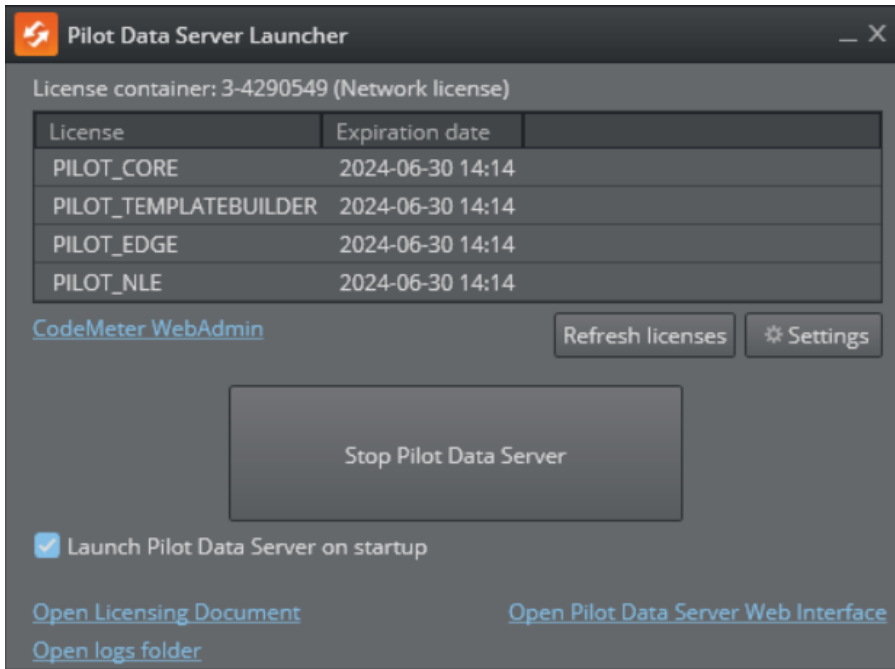 Pilot Data Server Launcher
License container: 3-4290549 (Network license)
License Expiration date
PILOT_CORE 2024-06-30 14:14
PILOT_TEMPLATEBUILDER 2024-06-30 14:14
PILOT_EDGE 2024-06-30 14:14
PILOT_NLE 2024-06-30 14:14
CodeMeter WebAdmin Refresh licenses Settings
Stop Pilot Data Server
Launch Pilot Data Server on startup
Open Licensing Document Open Pilot Data Server Web Interface
Open logs folder